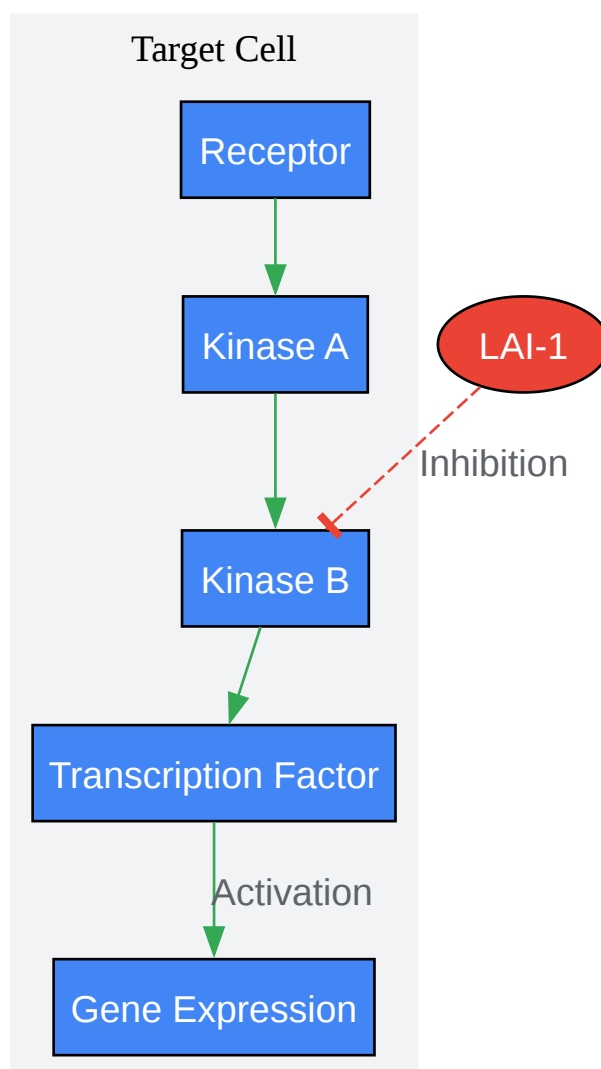 Target Cell
Receptor
Kinase A
LAI-1
Inhibition
Kinase B
Transcription Factor
Activation
Gene Expression